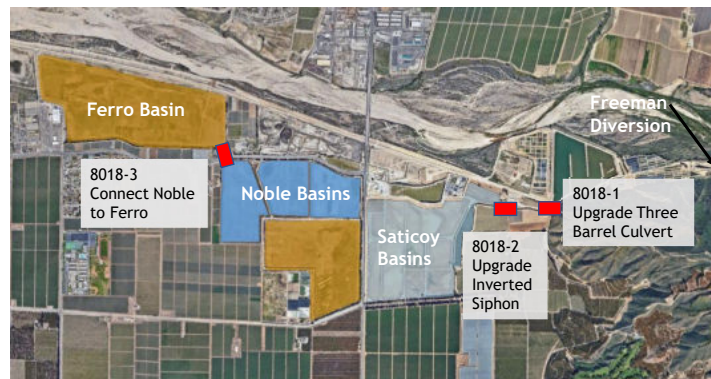 Ferro Basin
Freeman
Diversion
8018-3
Connect Noble
to Ferro
Noble Basins
8018-1
Upgrade Three
Barrel Culvert
Saticoy
Basins
8018-2
Upgrade
Inverted
Siphon